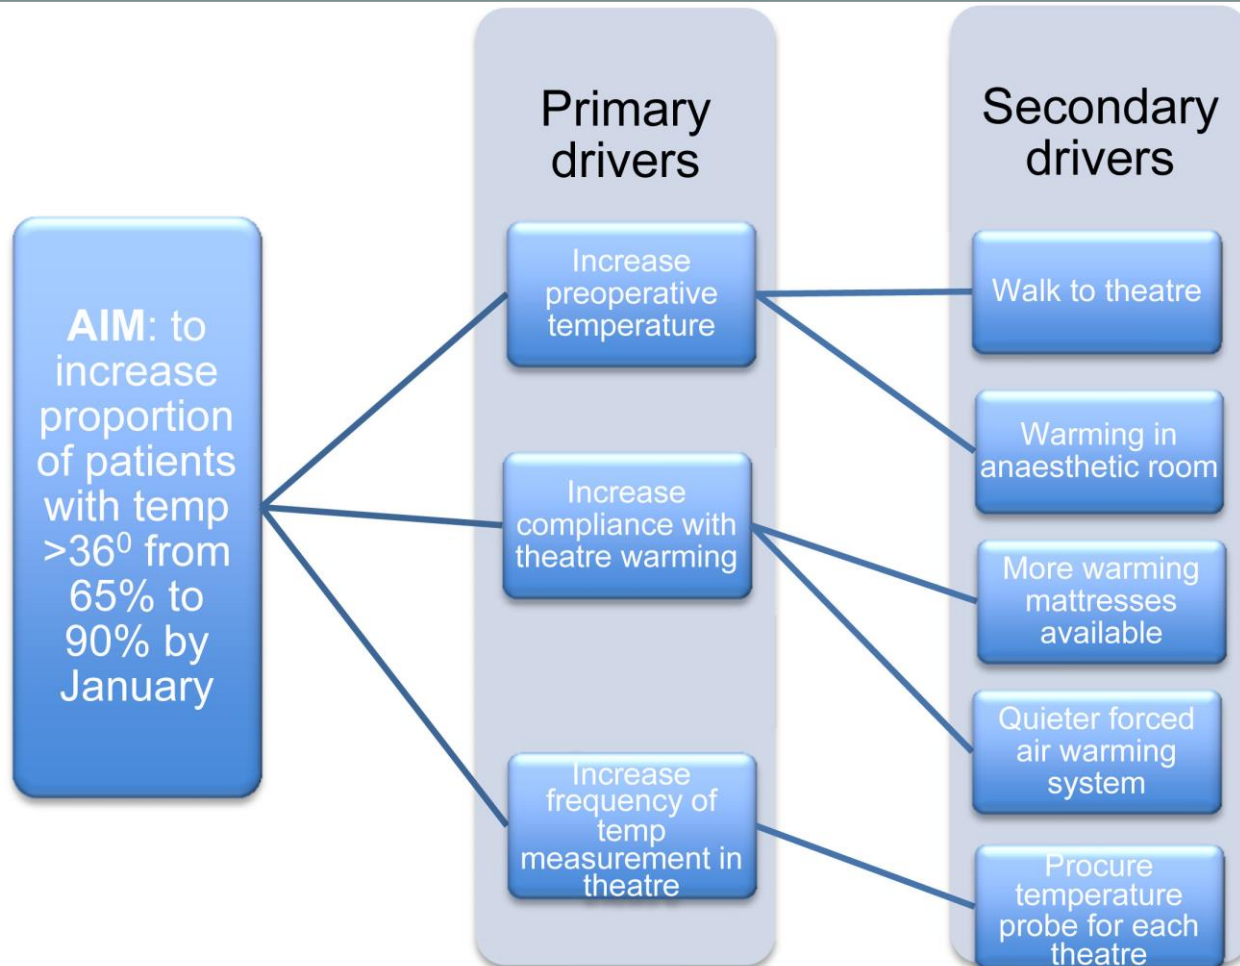 AIM: to
increase
proportion
of patients
with temp
>36⁰ from
65% to
90% by
January
Primary
drivers
Increase
preoperative
temperature
Increase
compliance with
theatre warming
Increase
frequency of
temp
measurement in
theatre
Secondary
drivers
Walk to theatre
Warming in
anaesthetic room
More warming
mattresses
available
Quieter forced
air warming
system
Procure
temperature
probe for each
theatre